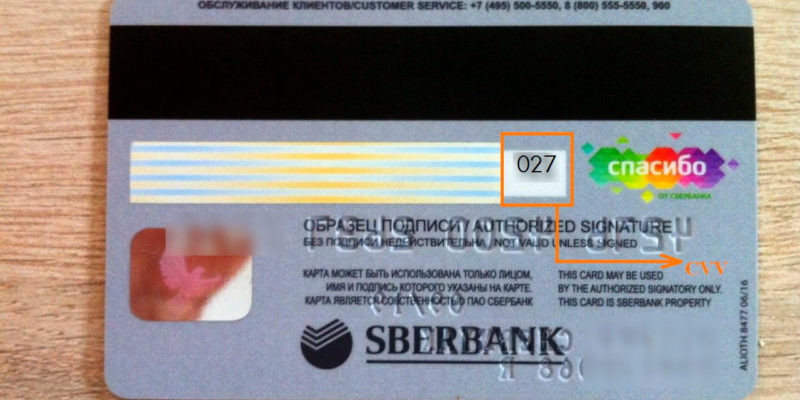 ОБСЛУЖИВАНИЕ КЛИЕНТОВ/CUSTOMER SERVICE: +7 (495) 500-5550, 8 (800) 555-5550, 900
027
спасибо
ОТ СБЕРБАНКА
ОБРАЗЕЦ ПОДПИСИ / AUTHORIZED SIGNATURE
БЕЗ ПОДПИСИ НЕДЕЙСТВИТЕЛЬНА / NOT VALID UNLESS SIGNED
CVV
КАРТА МОЖЕТ БЫТЬ ИСПОЛЬЗОВАНА ТОЛЬКО ЛИЦОМ,
ИМЯ И ПОДПИСЬ КОТОРОГО УКАЗАНЫ НА КАРТЕ.
КАРТА ЯВЛЯЕТСЯ СОБСТВЕННОСТЬЮ ПАО СБЕРБАНК
THIS CARD MAY BE USED
BY THE AUTHORIZED SIGNATORY ONLY.
THIS CARD IS SBERBANK PROPERTY
SBERBANK
ALIOTH 8477 06/16